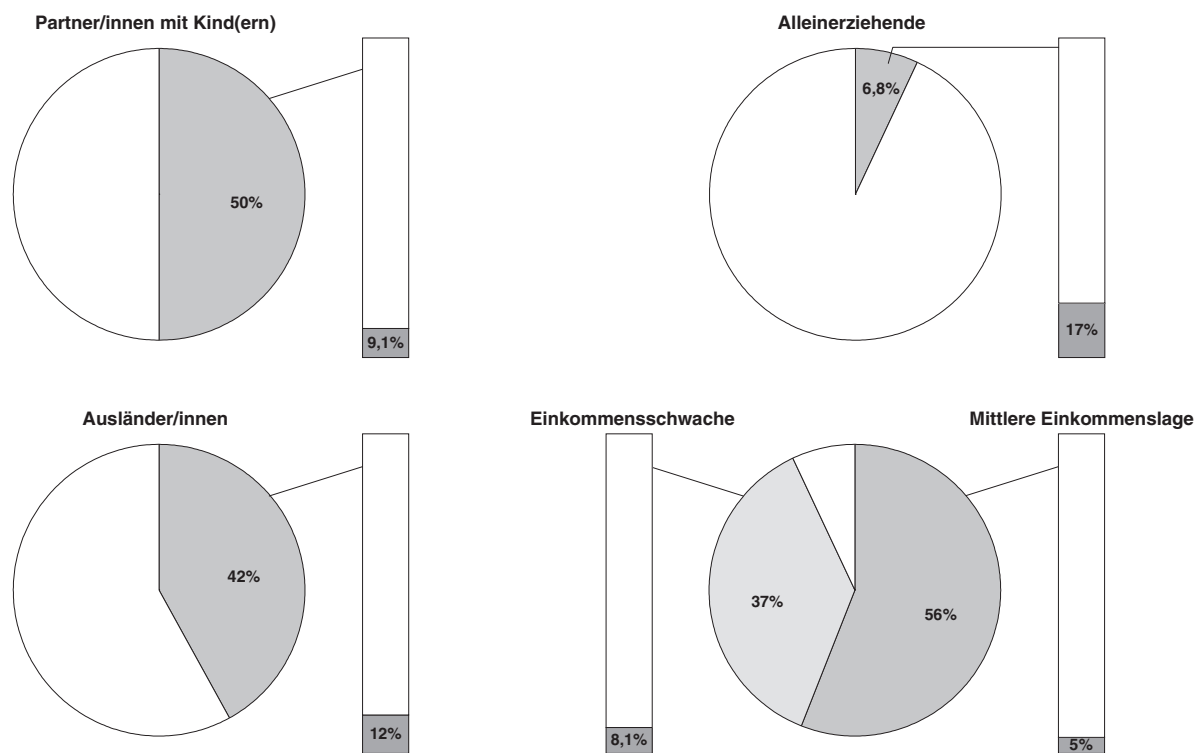 Partner/innen mit Kind(ern)
50%
9,1%
Alleinerziehende
6,8%
17%
Ausländer/innen
42%
12%
Einkommensschwache
Mittlere Einkommenslage
37%
56%
8,1%
5%